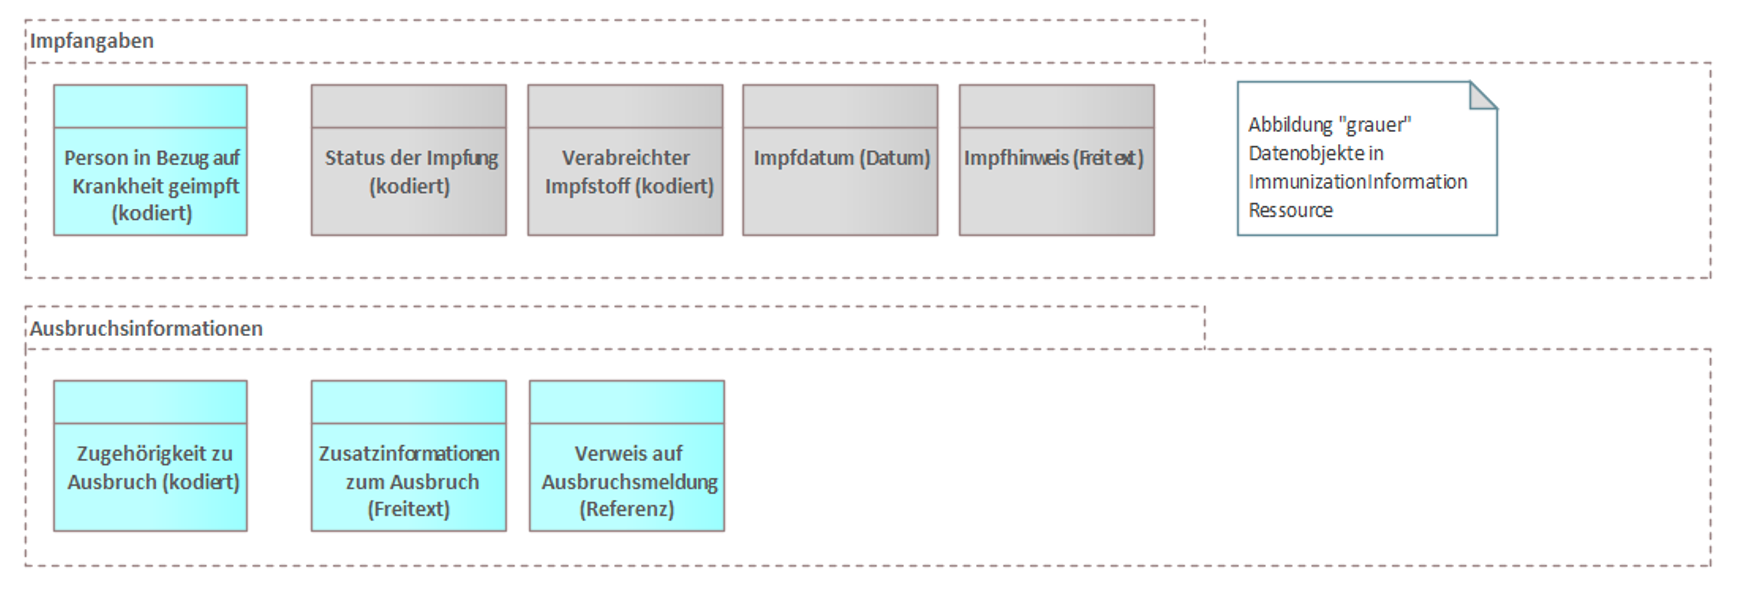 Impfangaben
Person in Bezug auf
Krankheit geimpft
(kodiert)
Status der Impfung
(kodiert)
Verabreichter
Impfstoff (kodiert)
Impfdatum (Datum)
Impfhinweis (Freitext)
Abbildung "grauer"
Datenobjekte in
ImmunizationInformation
Ressource
Ausbruchsinformationen
Zugehörigkeit zu
Ausbruch (kodiert)
Zusatzinformationen
zum Ausbruch
(Freitext)
Verweis auf
Ausbruchsmeldung
(Referenz)